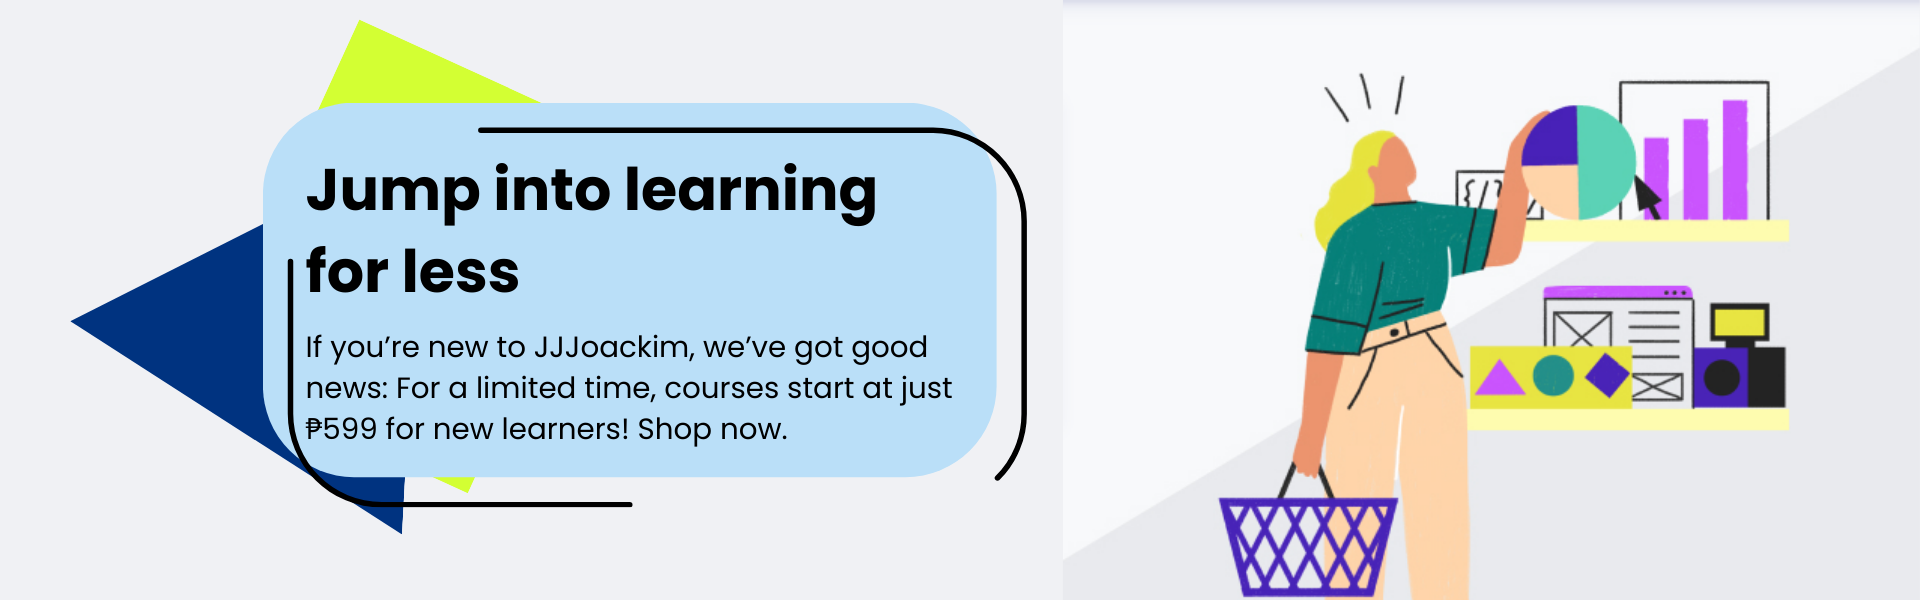 Jump into learning
for less
If you’re new to JJJoackim, we’ve got good
news: For a limited time, courses start at just
₱599 for new learners! Shop now.